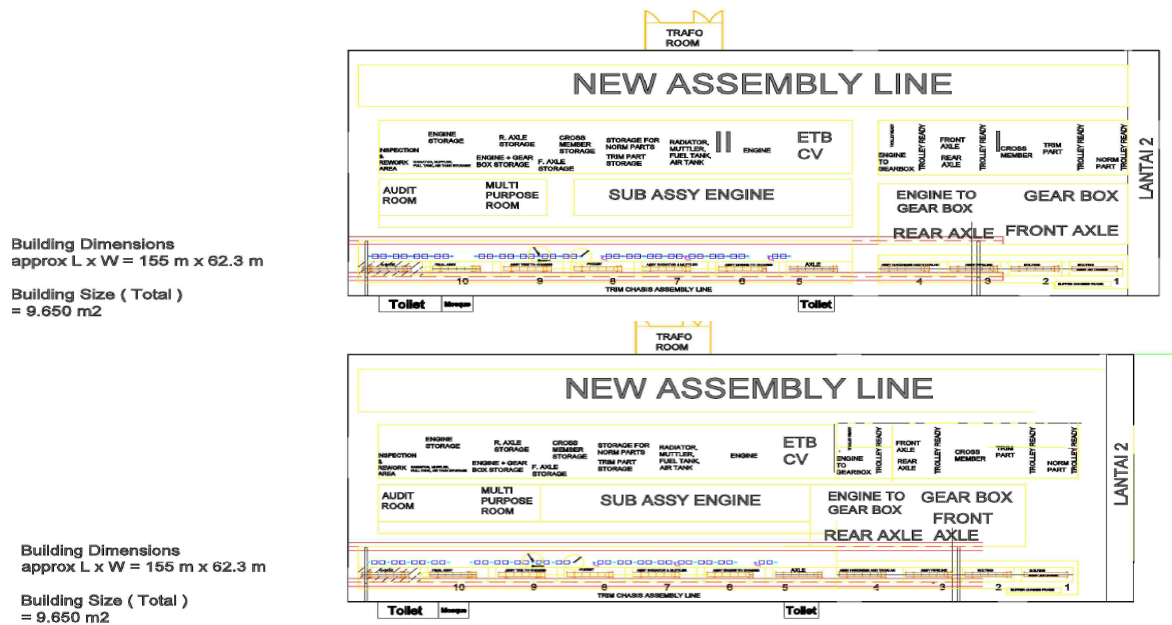 TRAFO
ROOM
NEW ASSEMBLY LINE
ENGINE
STORAGE
R. AXLE
STORAGE
CROSS
MEMBER
STORAGE
STORAGE FOR
NORM PARTS
TRIM PART
STORAGE
RADIATOR,
MUTTLER,
FUEL TANK,
AIR TANK
ENGINE
ETB
CV
INSPECTION
&
REWORK
AREA
ENGINE + GEAR
BOX STORAGE
F. AXLE
STORAGE
ENGINE
TO
GEARBOX
TROLLEY READY
FRONT
AXLE
REAR
AXLE
TROLLEY READY
CROSS
MEMBER
TRIM
PART
TROLLEY READY
NORM
PART
TROLLEY READY
LANTAI 2
AUDIT
ROOM
MULTI
PURPOSE
ROOM
SUB ASSY ENGINE
ENGINE TO
GEAR BOX
GEAR BOX
REAR AXLE
FRONT AXLE
Building Dimensions
approx L x W = 155 m x 62.3 m
Building Size ( Total )
= 9.650 m2
AXLE
10 9 8 7 6 5 4 3 2 1
TRIM CHASIS ASSEMBLY LINE
Toilet
Mosque
Toilet
TRAFO
ROOM
NEW ASSEMBLY LINE
ENGINE
STORAGE
R. AXLE
STORAGE
CROSS
MEMBER
STORAGE
STORAGE FOR
NORM PARTS
TRIM PART
STORAGE
RADIATOR,
MUTTLER,
FUEL TANK,
AIR TANK
ENGINE
ETB
CV
INSPECTION
&
REWORK
AREA
ENGINE + GEAR
BOX STORAGE
F. AXLE
STORAGE
ENGINE
TO
GEARBOX
TROLLEY READY
FRONT
AXLE
REAR
AXLE
TROLLEY READY
CROSS
MEMBER
TRIM
PART
TROLLEY READY
NORM
PART
TROLLEY READY
LANTAI 2
AUDIT
ROOM
MULTI
PURPOSE
ROOM
SUB ASSY ENGINE
ENGINE TO
GEAR BOX
GEAR BOX
REAR AXLE
FRONT
AXLE
Building Dimensions
approx L x W = 155 m x 62.3 m
Building Size ( Total )
= 9.650 m2
AXLE
10 9 8 7 6 5 4 3 2 1
TRIM CHASIS ASSEMBLY LINE
Toilet
Mosque
Toilet